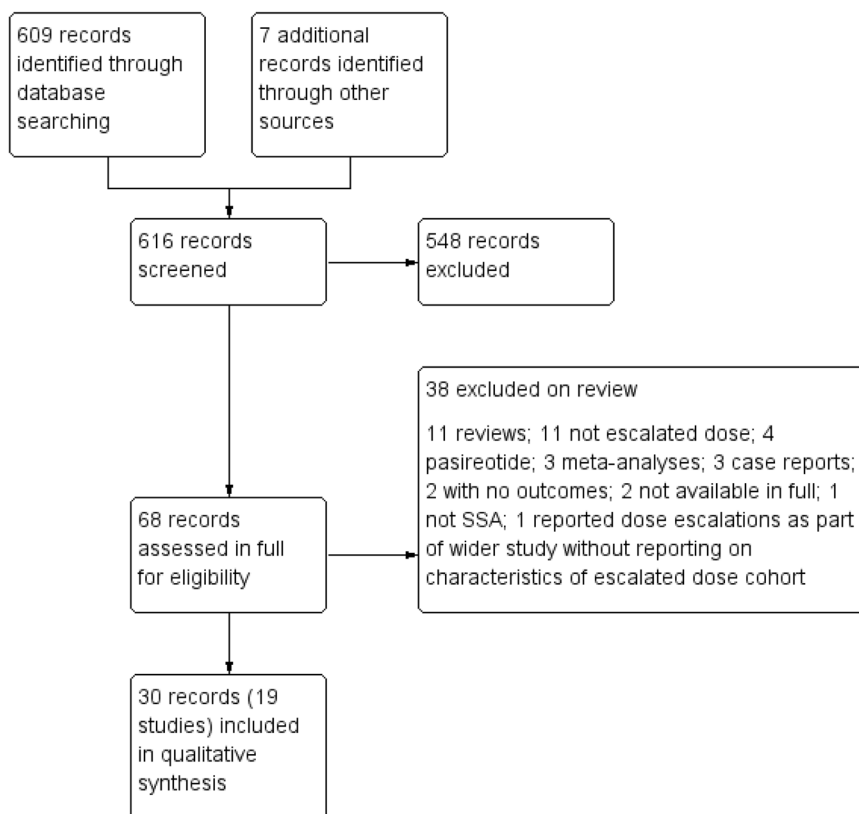 609 records
identified through
database
searching
7 additional
records identified
through other
sources
616 records
screened
548 records
excluded
38 excluded on review
11 reviews; 11 not escalated dose; 4
pasireotide; 3 meta-analyses; 3 case reports;
2 with no outcomes; 2 not available in full; 1
not SSA; 1 reported dose escalations as part
of wider study without reporting on
characteristics of escalated dose cohort
68 records
assessed in full
for eligibility
30 records (19
studies) included
in qualitative
synthesis